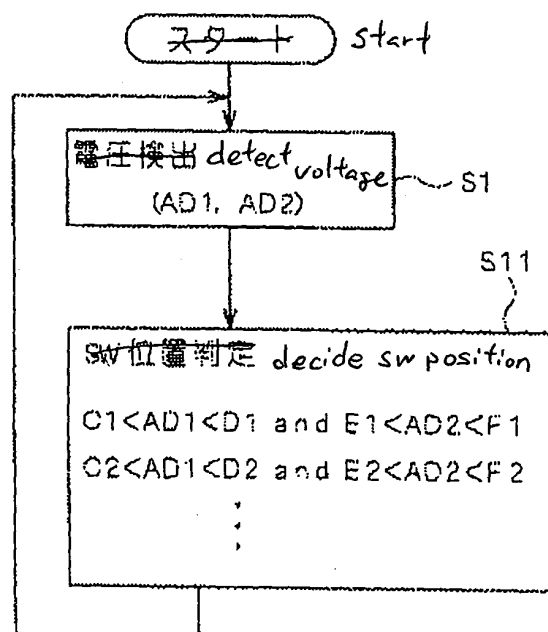 スタート start
電圧検出 detect voltage
(AD1, AD2)
S1
S11
SW位置判定 decide sw position
C1<AD1<D1 and E1<AD2<F1
C2<AD1<D2 and E2<AD2<F2